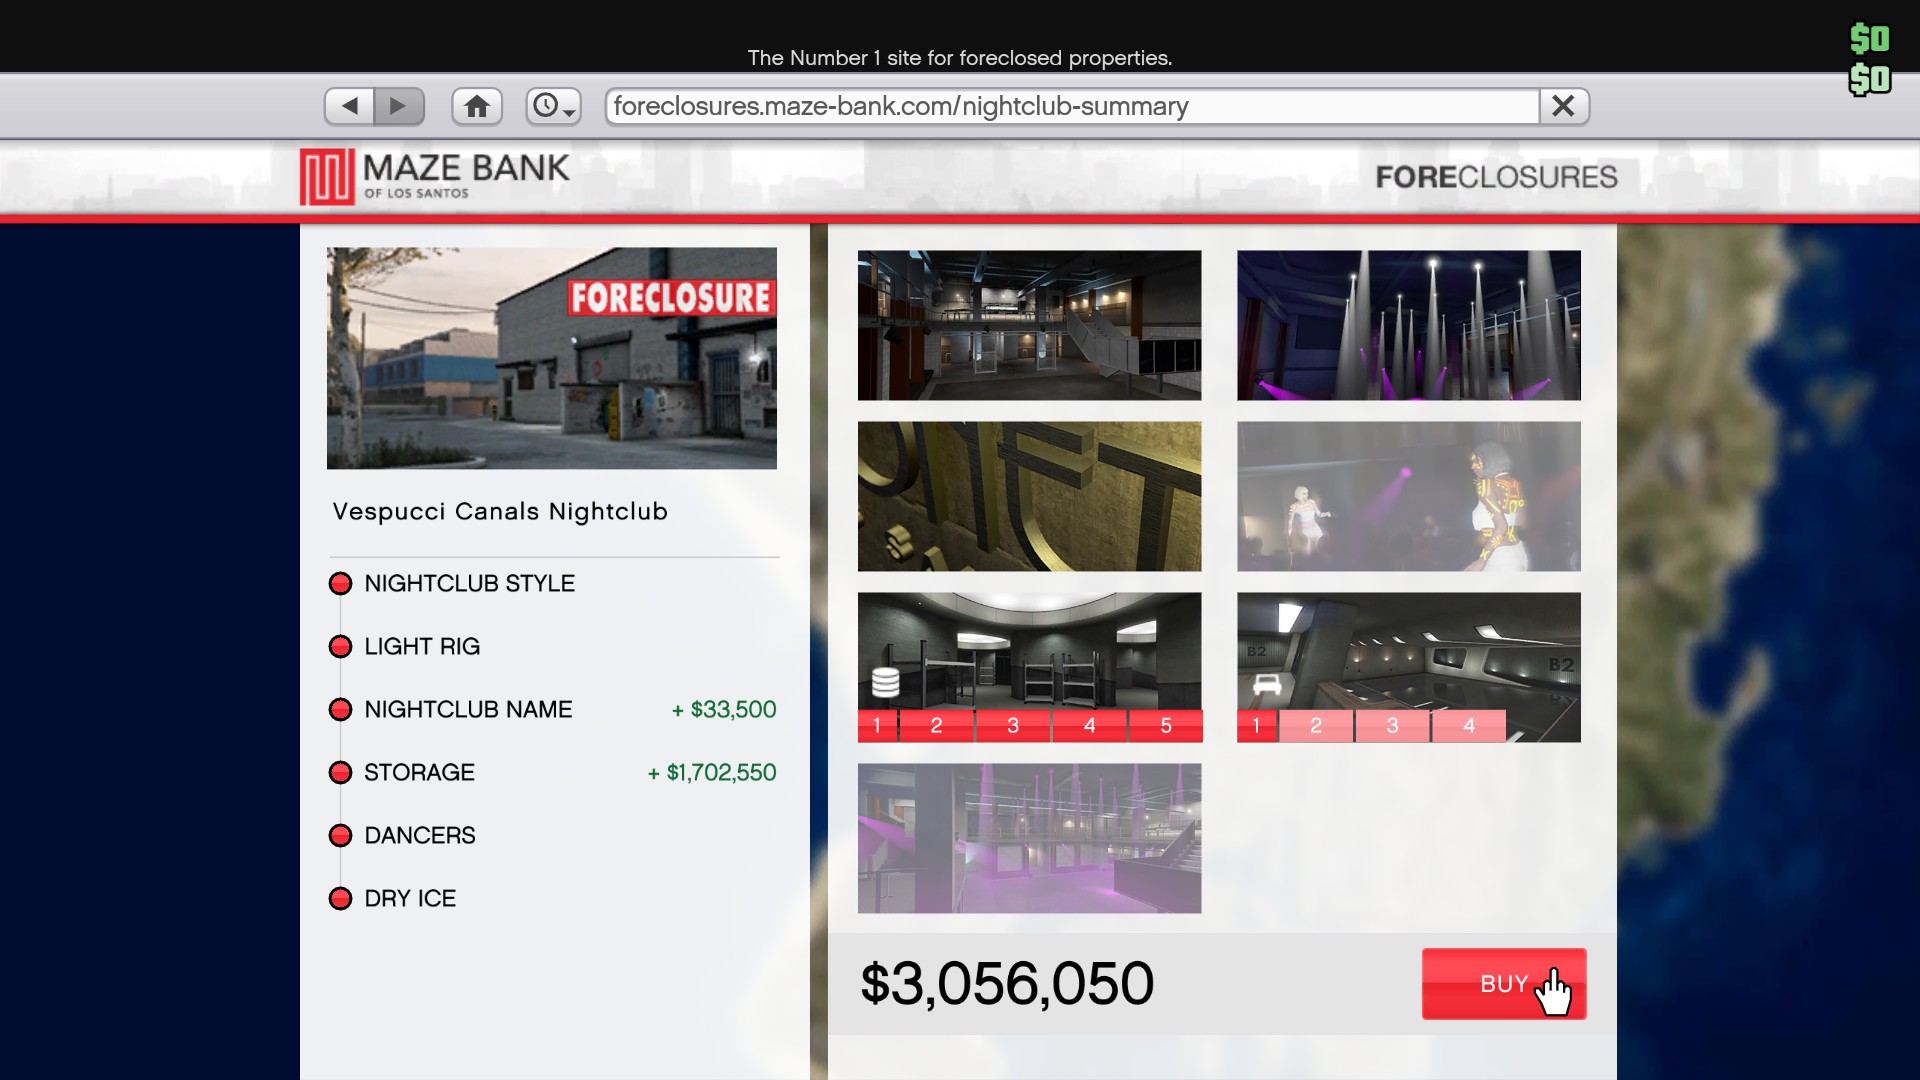 The Number 1 site for foreclosed properties.
$0
$0
foreclosures.maze-bank.com/nightclub-summary
MAZE BANK
OF LOS SANTOS
FORECLOSURES
FORECLOSURE
Vespucci Canals Nightclub
NIGHTCLUB STYLE
LIGHT RIG
NIGHTCLUB NAME + $33,500
STORAGE + $1,702,550
DANCERS
DRY ICE
B2
B2
1 2 3 4 5
1 2 3 4
$3,056,050
BUY